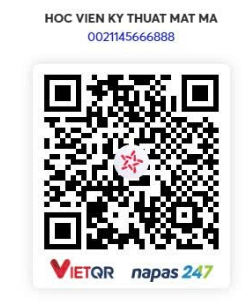 HOC VIEN KY THUAT MAT MA
0021145666888
VIETQR napas 247